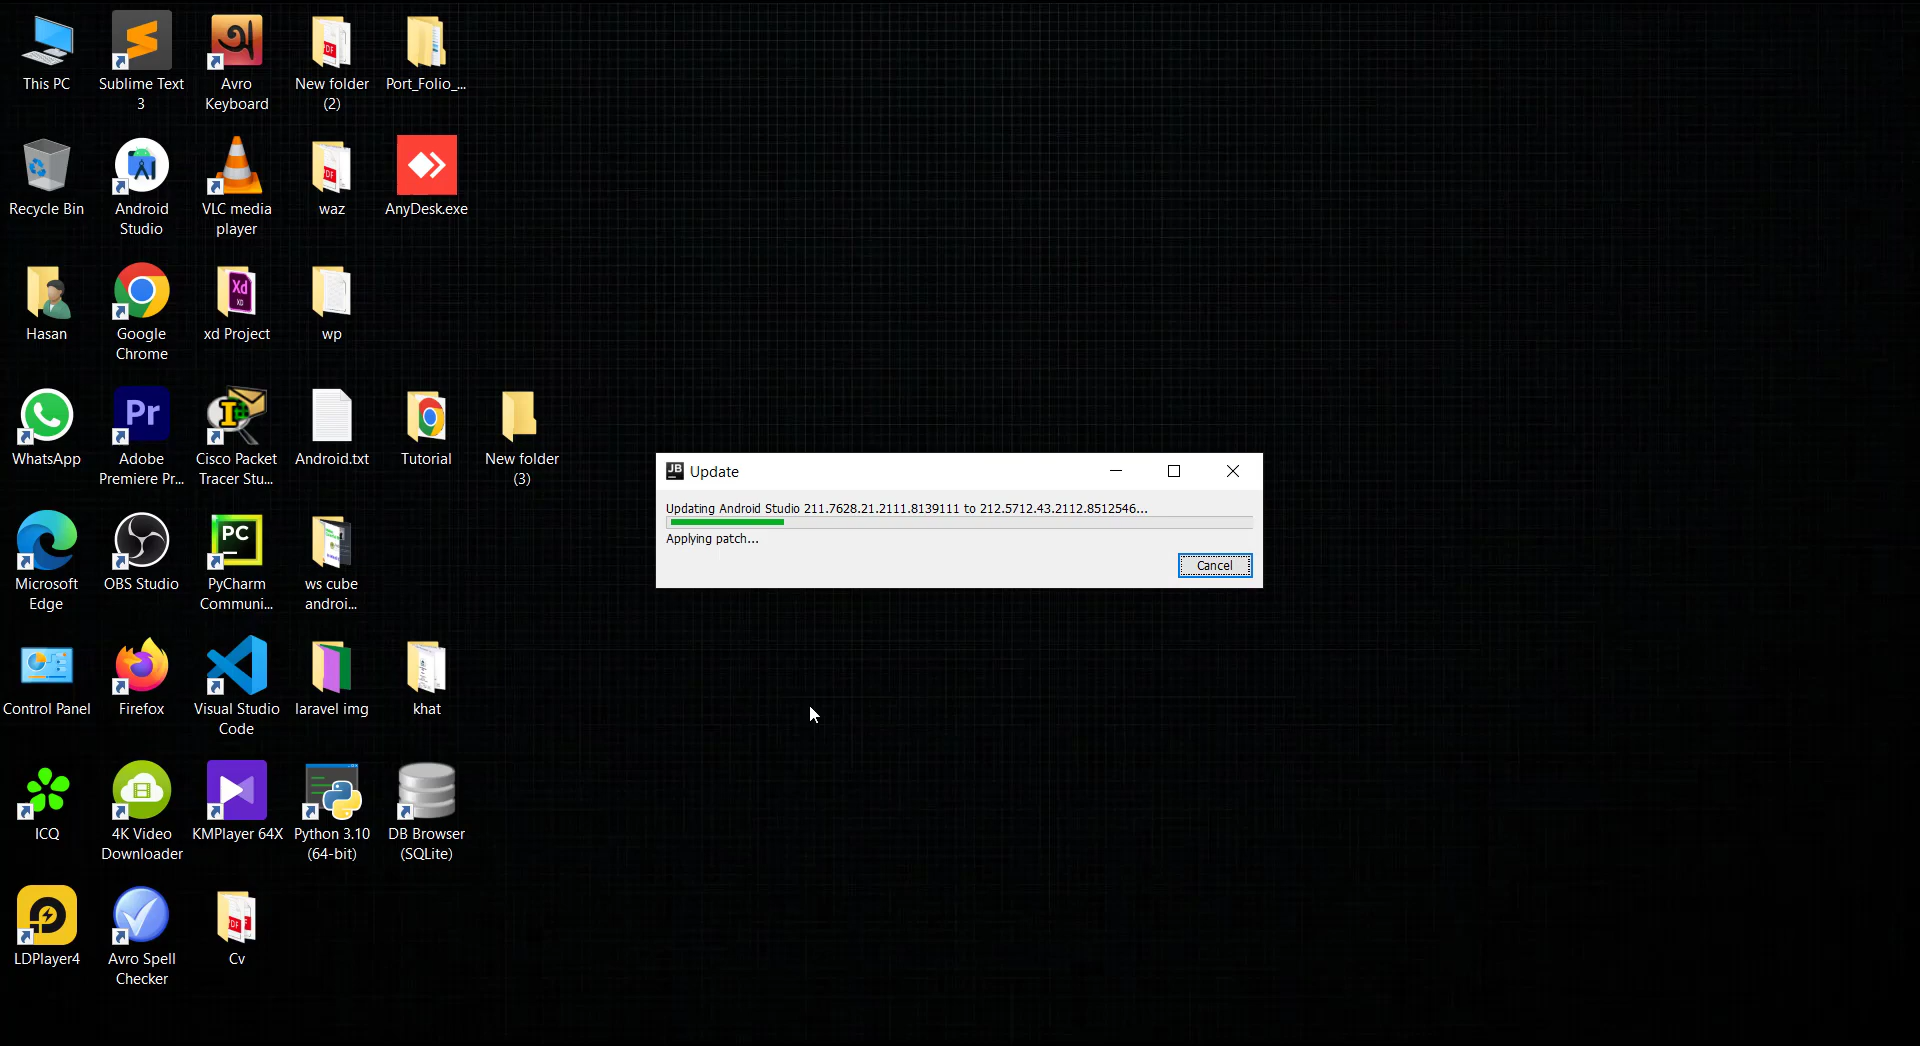 This PC
Sublime Text
3
Avro
Keyboard
New folder
(2)
Port_Folio_...
Recycle Bin
Android
Studio
VLC media
player
waz
AnyDesk.exe
Hasan
Google
Chrome
xd Project
wp
WhatsApp
Adobe
Premiere Pr...
Cisco Packet
Tracer Stu...
Android.txt
Tutorial
New folder
(3)
Update
Updating Android Studio 211.7628.21.2111.8139111 to 212.5712.43.2112.8512546...
Applying patch...
Cancel
Microsoft
Edge
OBS Studio
PyCharm
Communi...
ws cube
androi...
Control Panel
Firefox
Visual Studio
Code
laravel img
khat
ICQ
4K Video
Downloader
KMPlayer 64X
Python 3.10
(64-bit)
DB Browser
(SQLite)
LDPlayer4
Avro Spell
Checker
Cv